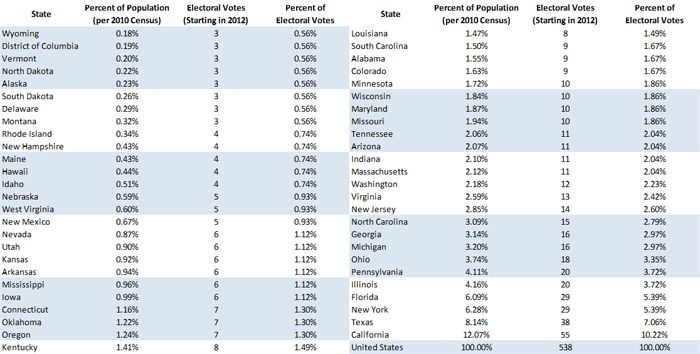 State Percent of Population (per 2010 Census) Electoral Votes (Starting in 2012) Percent of Electoral Votes
Wyoming 0.18% 3 0.56%
District of Columbia 0.19% 3 0.56%
Vermont 0.20% 3 0.56%
North Dakota 0.22% 3 0.56%
Alaska 0.23% 3 0.56%
South Dakota 0.26% 3 0.56%
Delaware 0.29% 3 0.56%
Montana 0.32% 3 0.56%
Rhode Island 0.34% 4 0.74%
New Hampshire 0.43% 4 0.74%
Maine 0.43% 4 0.74%
Hawaii 0.44% 4 0.74%
Idaho 0.51% 4 0.74%
Nebraska 0.59% 5 0.93%
West Virginia 0.60% 5 0.93%
New Mexico 0.67% 5 0.93%
Nevada 0.87% 6 1.12%
Utah 0.90% 6 1.12%
Kansas 0.92% 6 1.12%
Arkansas 0.94% 6 1.12%
Mississippi 0.96% 6 1.12%
Iowa 0.99% 6 1.12%
Connecticut 1.16% 7 1.30%
Oklahoma 1.22% 7 1.30%
Oregon 1.24% 7 1.30%
Kentucky 1.41% 8 1.49%
State Percent of Population (per 2010 Census) Electoral Votes (Starting in 2012) Percent of Electoral Votes
Louisiana 1.47% 8 1.49%
South Carolina 1.50% 9 1.67%
Alabama 1.55% 9 1.67%
Colorado 1.63% 9 1.67%
Minnesota 1.72% 10 1.86%
Wisconsin 1.84% 10 1.86%
Maryland 1.87% 10 1.86%
Missouri 1.94% 10 1.86%
Tennessee 2.06% 11 2.04%
Arizona 2.07% 11 2.04%
Indiana 2.10% 11 2.04%
Massachusetts 2.12% 11 2.04%
Washington 2.18% 12 2.23%
Virginia 2.59% 13 2.42%
New Jersey 2.85% 14 2.60%
North Carolina 3.09% 15 2.79%
Georgia 3.14% 16 2.97%
Michigan 3.20% 16 2.97%
Ohio 3.74% 18 3.35%
Pennsylvania 4.11% 20 3.72%
Illinois 4.16% 20 3.72%
Florida 6.09% 29 5.39%
New York 6.28% 29 5.39%
Texas 8.14% 38 7.06%
California 12.07% 55 10.22%
United States 100.00% 538 100.00%